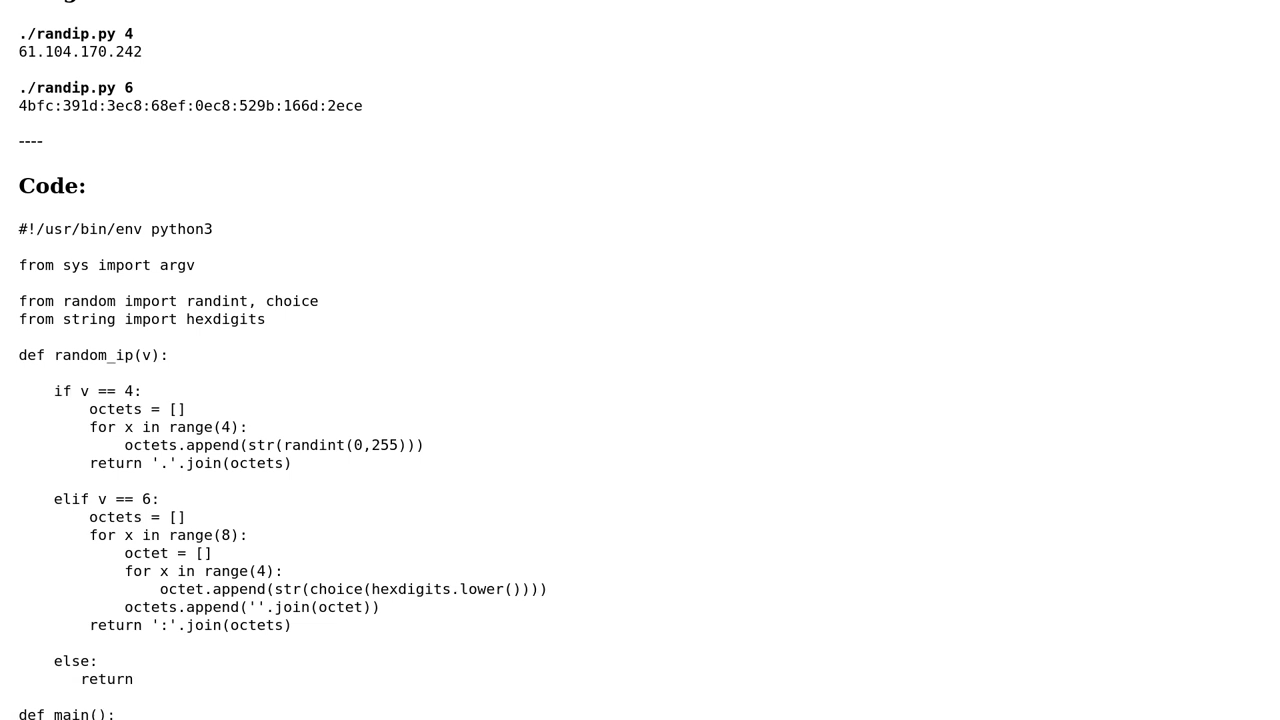 ./randip.py 4
61.104.170.242
./randip.py 6
4bfc:391d:3ec8:68ef:0ec8:529b:166d:2ece
----
Code:
#!/usr/bin/env python3
from sys import argv
from random import randint, choice
from string import hexdigits
def random_ip(v):
    if v == 4:
        octets = []
        for x in range(4):
            octets.append(str(randint(0,255)))
        return '.'.join(octets)
    elif v == 6:
        octets = []
        for x in range(8):
            octet = []
            for x in range(4):
                octet.append(str(choice(hexdigits.lower())))
            octets.append(''.join(octet))
        return ':'.join(octets)
    else:
       return
def main():